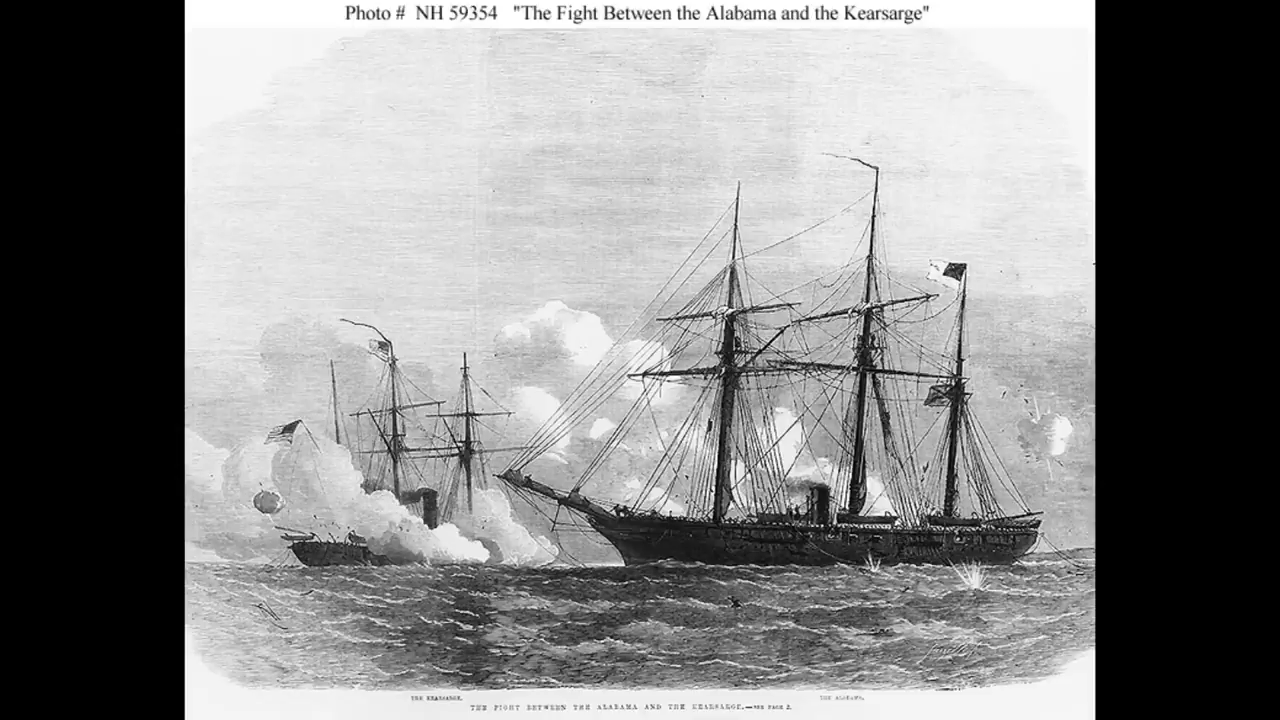 Photo # NH 59354 "The Fight Between the Alabama and the Kearsarge"
THE KEARSARGE. THE ALABAMA.
THE FIGHT BETWEEN THE ALABAMA AND THE KEARSARGE.—SEE PAGE 2.